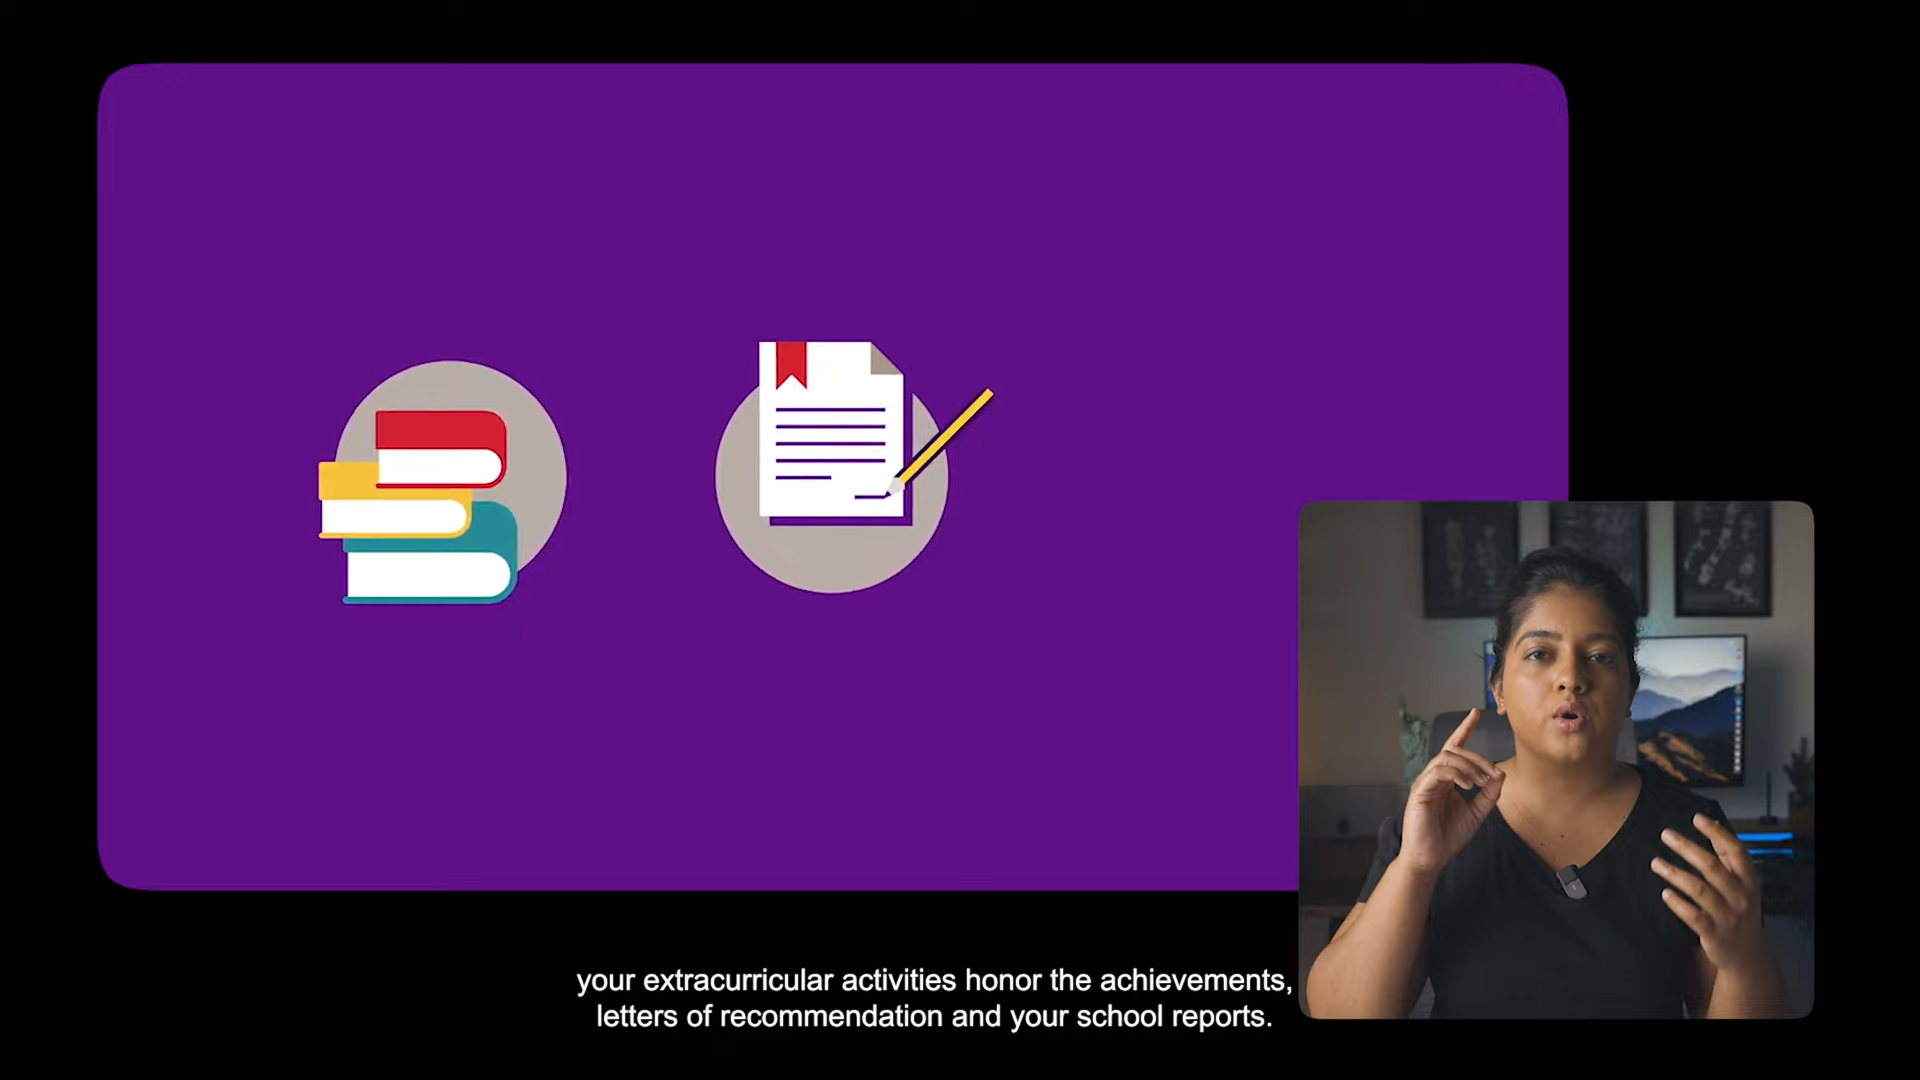 your extracurricular activities honor the achievements,
letters of recommendation and your school reports.